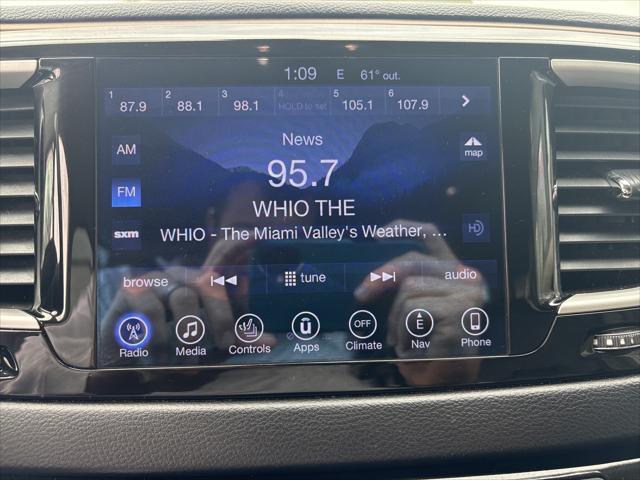 1:09 E 61° out.
1 2 3 4 5 6
87.9 88.1 98.1 HOLD to set 105.1 107.9
News
AM 95.7 map
FM WHIO THE
sxm WHIO - The Miami Valley's Weather, ... HD
browse tune audio
OFF E
Radio Media Controls Apps Climate Nav Phone